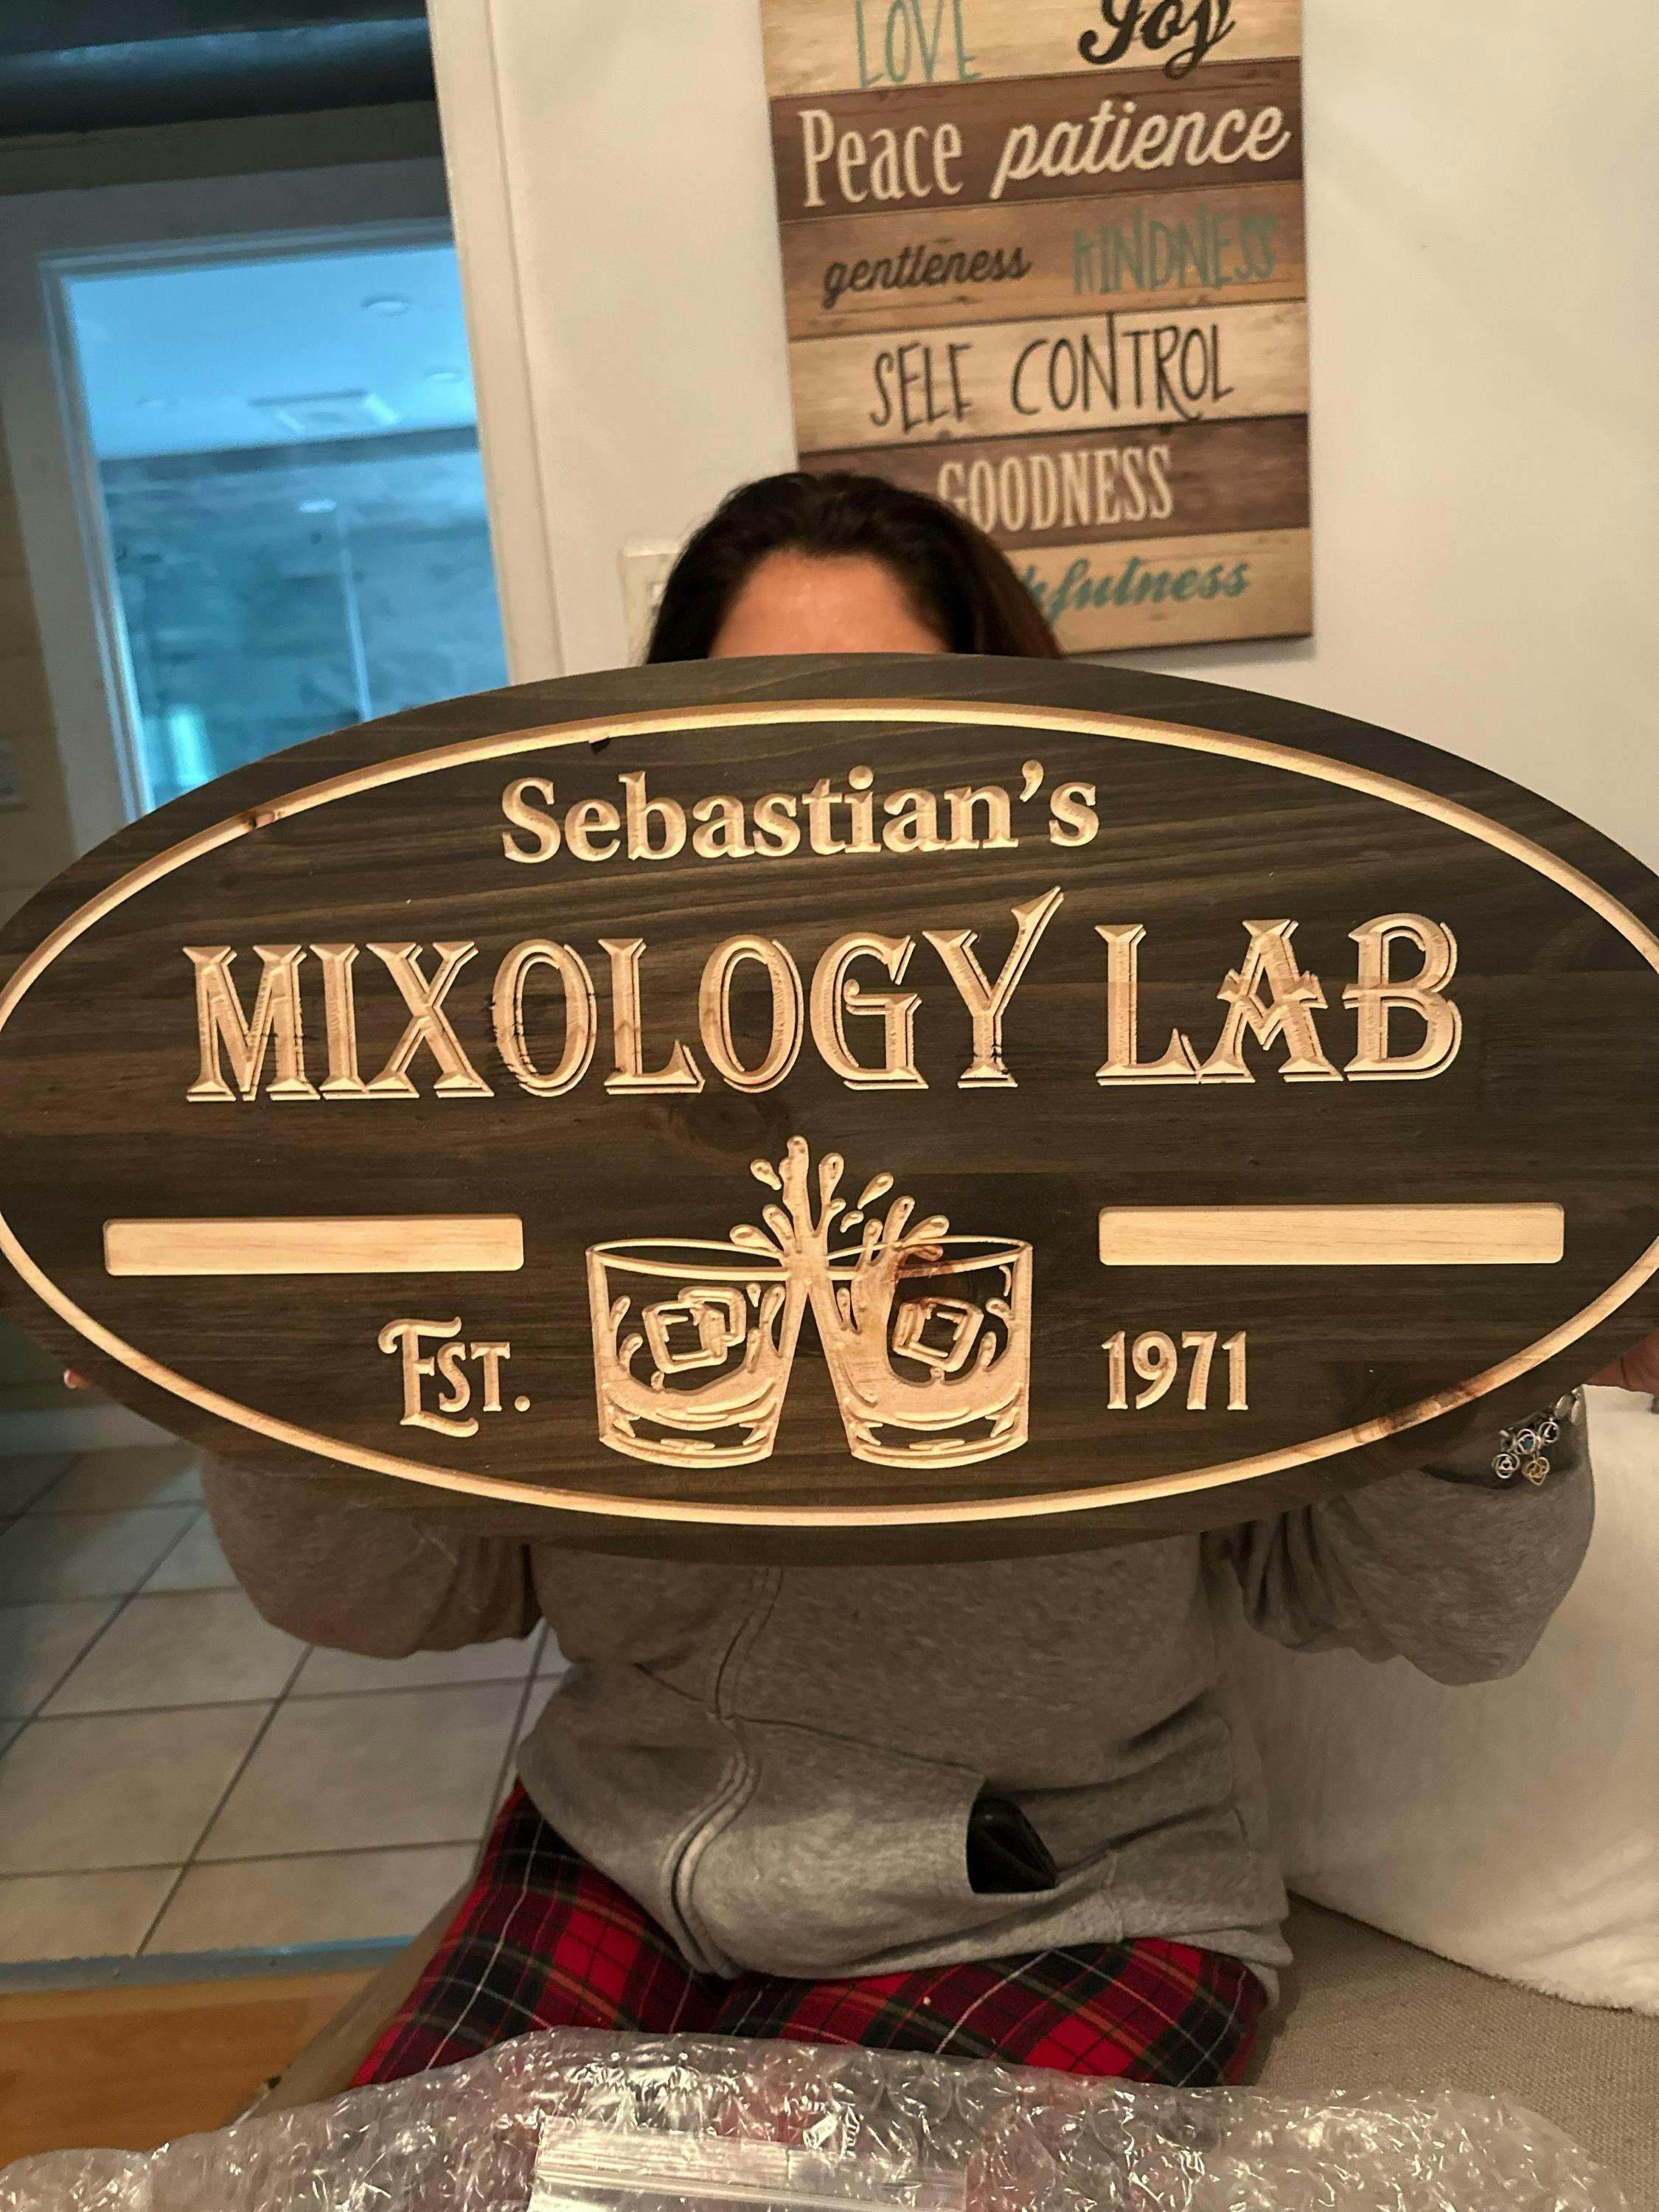 LOVE Joy
Peace patience
gentleness KINDNESS
SELF CONTROL
GOODNESS
Sebastian's
MIXOLOGY LAB
EST. 1971